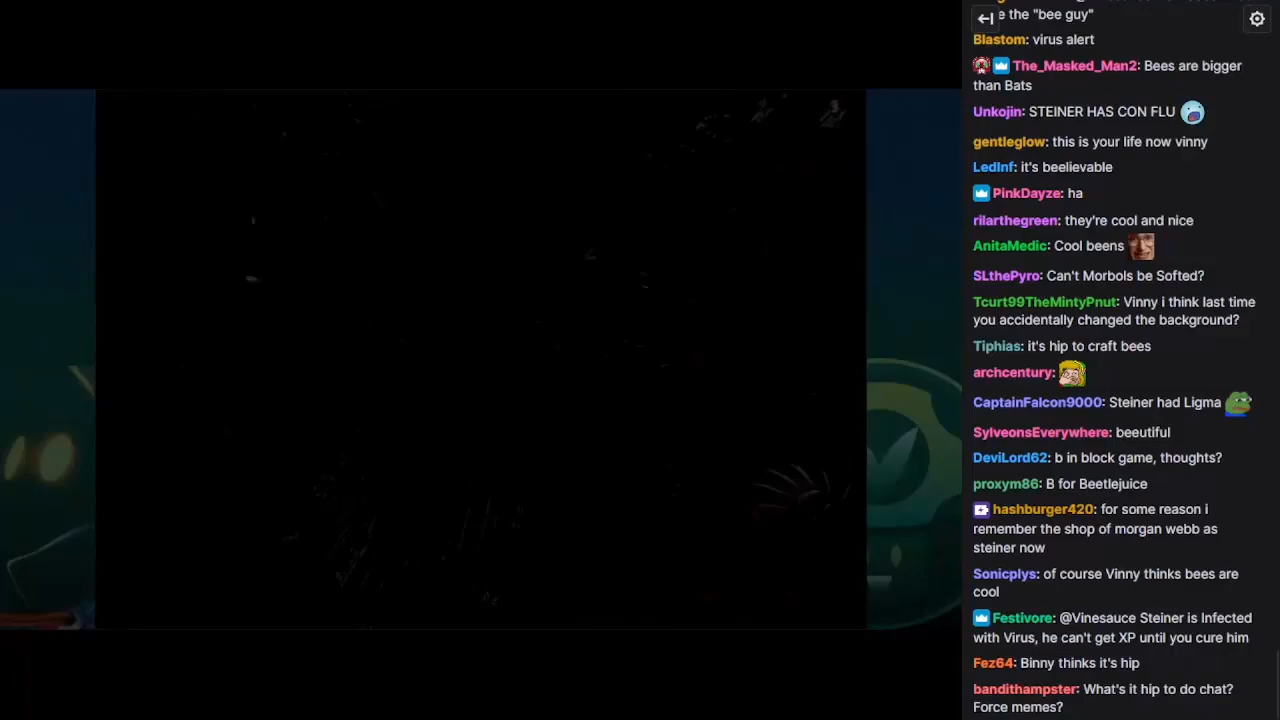 e the "bee guy"
Blastom: virus alert
The_Masked_Man2: Bees are bigger
than Bats
Unkojin: STEINER HAS CON FLU
gentleglow: this is your life now vinny
LedInf: it's beelievable
PinkDayze: ha
rilarthegreen: they're cool and nice
AnitaMedic: Cool beens
SLthePyro: Can't Morbols be Softed?
Tcurt99TheMintyPnut: Vinny i think last time
you accidentally changed the background?
Tiphias: it's hip to craft bees
archcentury:
CaptainFalcon9000: Steiner had Ligma
SylveonsEverywhere: beeutiful
DeviLord62: b in block game, thoughts?
proxym86: B for Beetlejuice
hashburger420: for some reason i
remember the shop of morgan webb as
steiner now
Sonicplys: of course Vinny thinks bees are
cool
Festivore: @Vinesauce Steiner is Infected
with Virus, he can't get XP until you cure him
Fez64: Binny thinks it's hip
bandithampster: What's it hip to do chat?
Force memes?